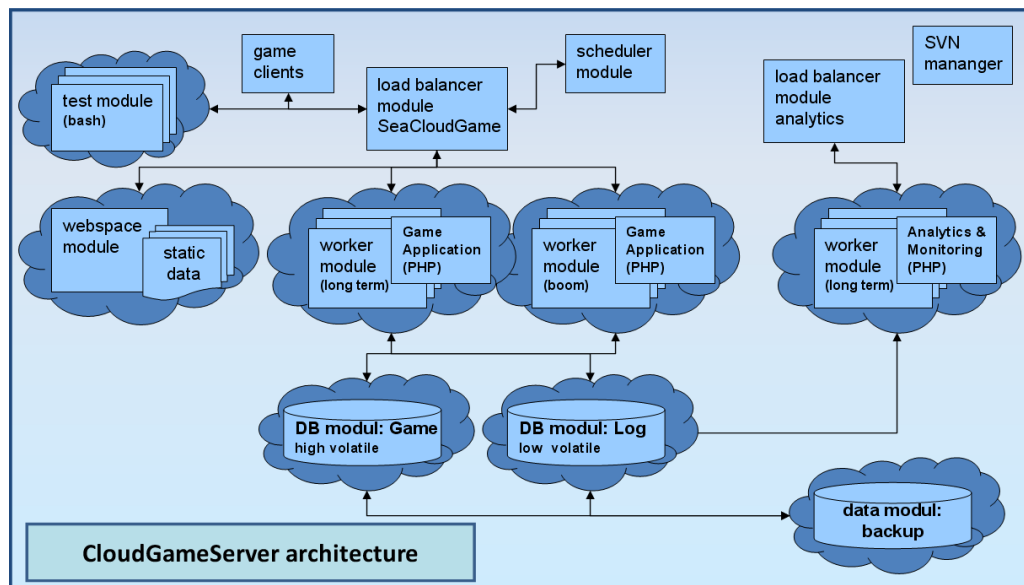 game
clients
scheduler
module
SVN
mananger
test module
(bash)
load balancer
module
SeaCloudGame
load balancer
module
analytics
webspace
module
static
data
worker
module
(long term)
Game
Application
(PHP)
worker
module
(boom)
Game
Application
(PHP)
worker
module
(long term)
Analytics &
Monitoring
(PHP)
DB modul: Game
high volatile
DB modul: Log
low volatile
data modul:
backup
CloudGameServer architecture